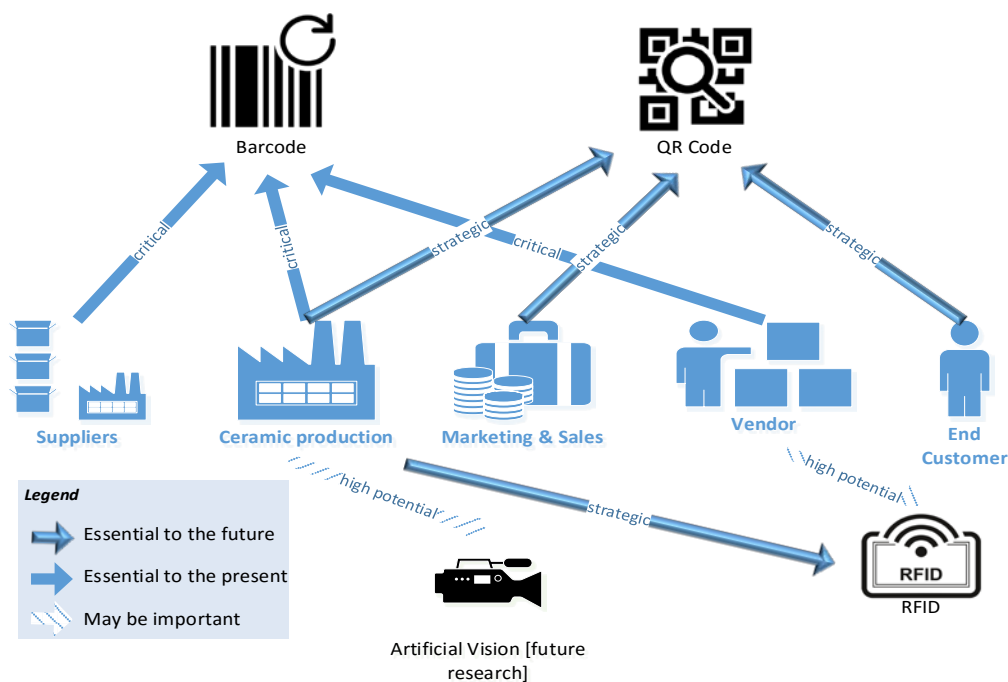 Barcode
QR Code
critical
critical
strategic
critical
strategic
strategic
Suppliers
Ceramic production
Marketing & Sales
Vendor
End
Customer
high potential
strategic
high potential
Legend
Essential to the future
Essential to the present
May be important
RFID
RFID
Artificial Vision [future
research]